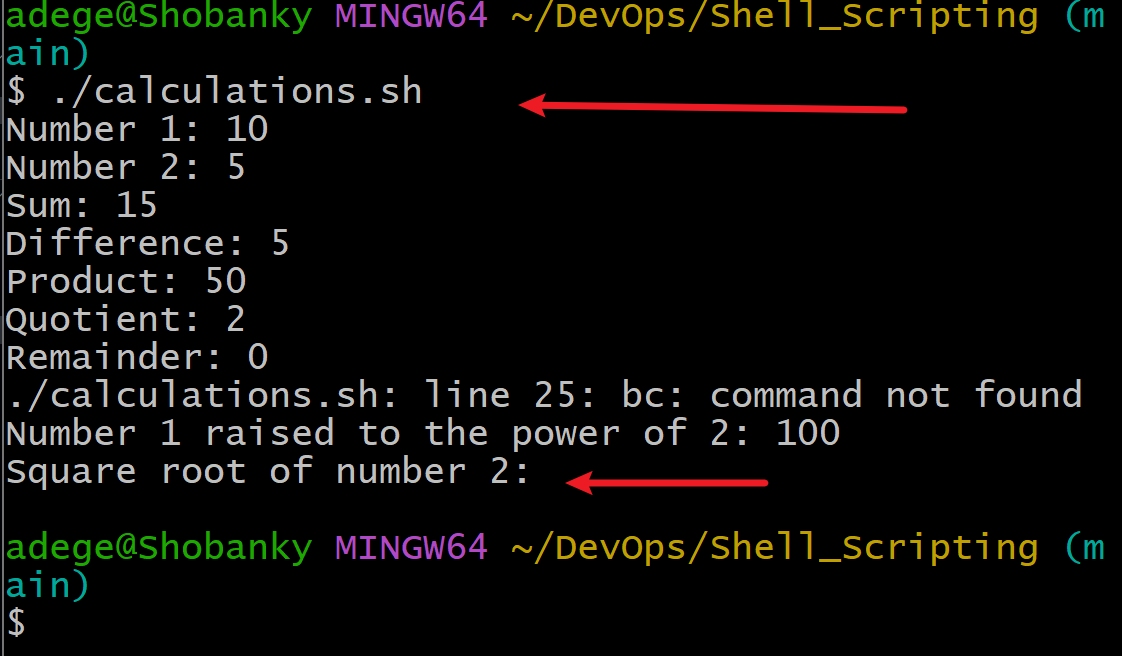 adege@Shobanky MINGW64 ~/DevOps/Shell_Scripting (m
ain)
$ ./calculations.sh
Number 1: 10
Number 2: 5
Sum: 15
Difference: 5
Product: 50
Quotient: 2
Remainder: 0
./calculations.sh: line 25: bc: command not found
Number 1 raised to the power of 2: 100
Square root of number 2:
adege@Shobanky MINGW64 ~/DevOps/Shell_Scripting (m
ain)
$